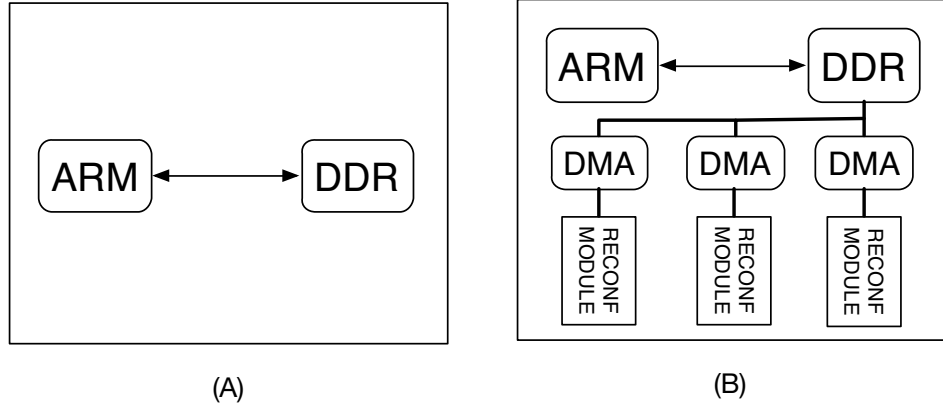 ARM
DDR
(A)
ARM
DDR
DMA
DMA
DMA
RECONF
MODULE
RECONF
MODULE
RECONF
MODULE
(B)